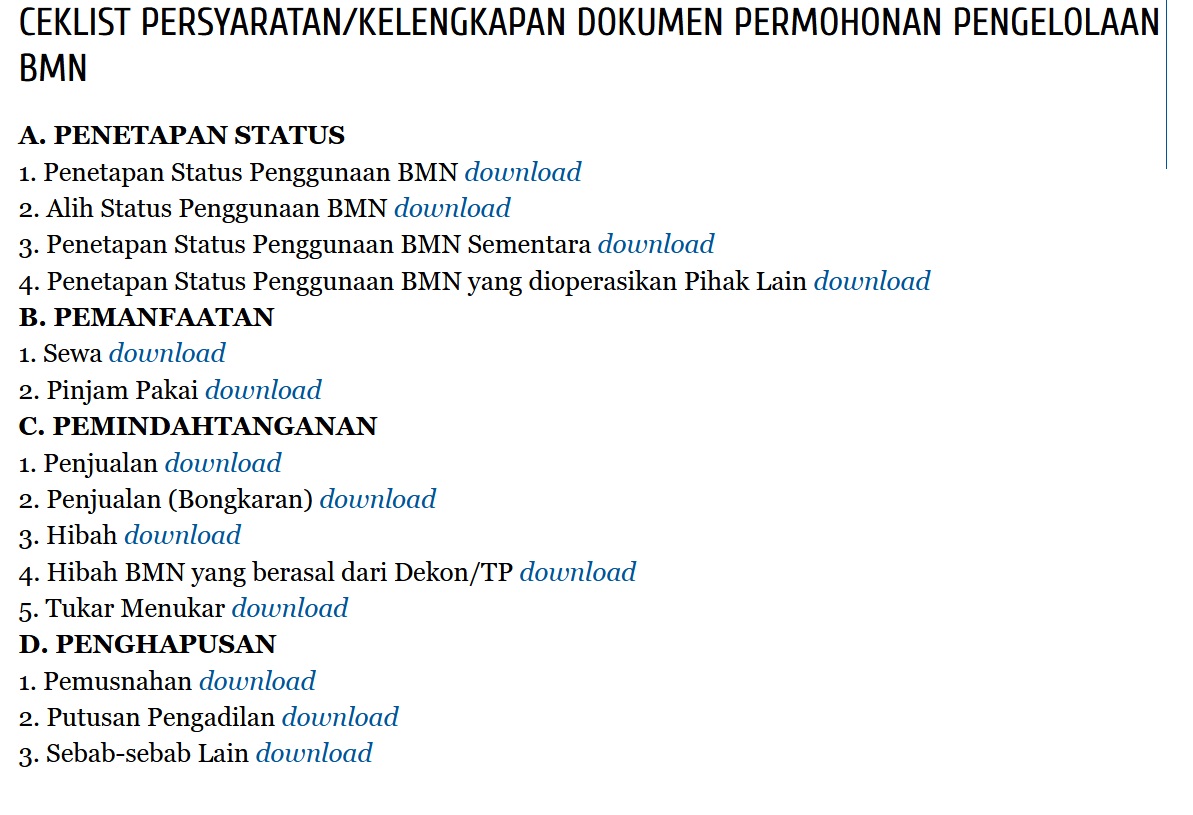 CEKLIST PERSYARATAN/KELENGKAPAN DOKUMEN PERMOHONAN PENGELOLAAN
BMN
A. PENETAPAN STATUS
1. Penetapan Status Penggunaan BMN download
2. Alih Status Penggunaan BMN download
3. Penetapan Status Penggunaan BMN Sementara download
4. Penetapan Status Penggunaan BMN yang dioperasikan Pihak Lain download
B. PEMANFAATAN
1. Sewa download
2. Pinjam Pakai download
C. PEMINDAHTANGANAN
1. Penjualan download
2. Penjualan (Bongkaran) download
3. Hibah download
4. Hibah BMN yang berasal dari Dekon/TP download
5. Tukar Menukar download
D. PENGHAPUSAN
1. Pemusnahan download
2. Putusan Pengadilan download
3. Sebab-sebab Lain download